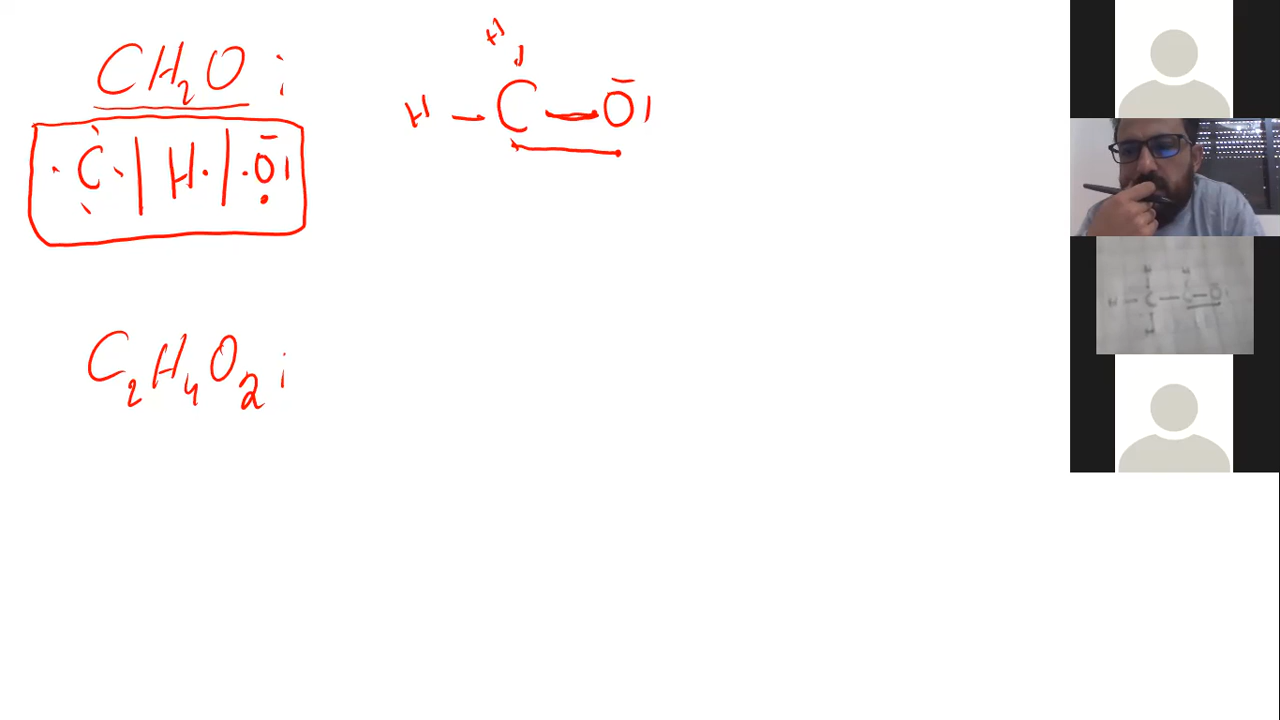 CH₂O :
H
H - C - O
· C · | H · | · O |
C₂H₄O₂ :
H H
H - C - C - O
H